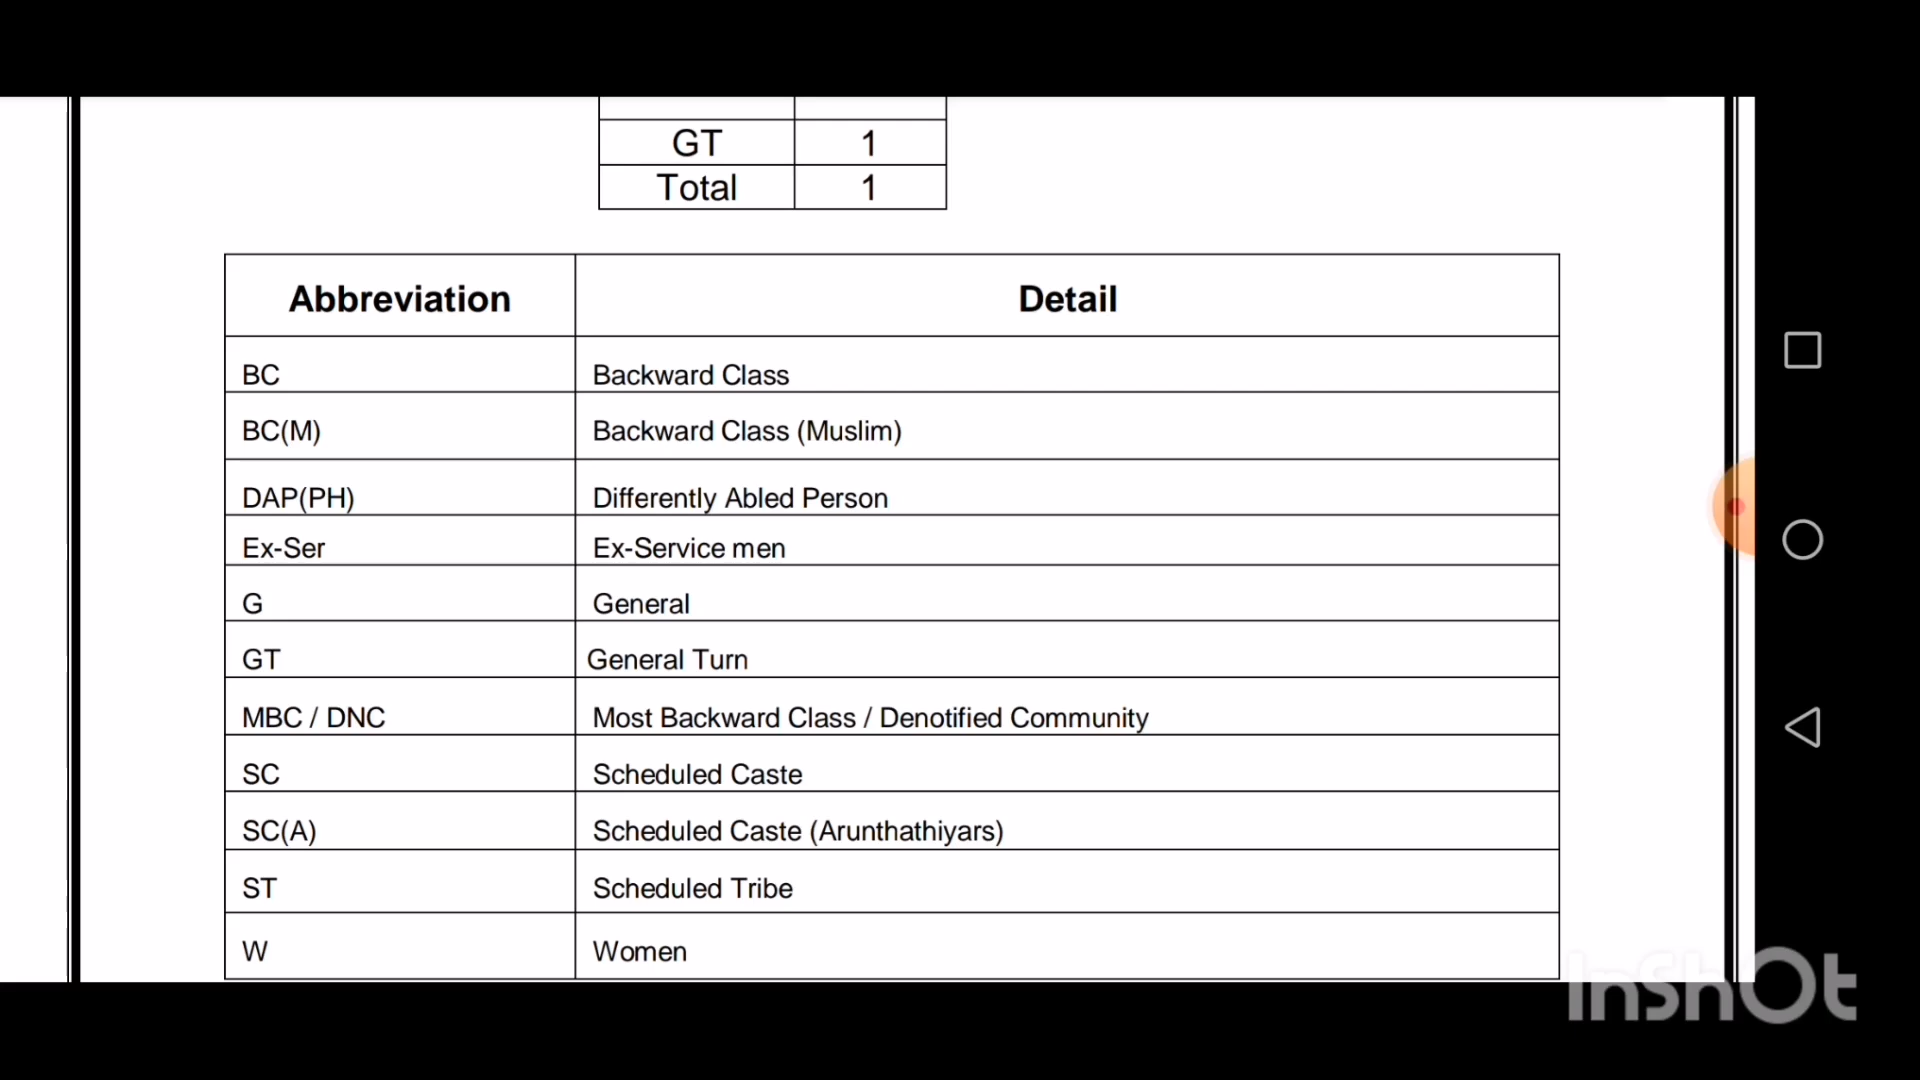 GT 1
Total 1
Abbreviation Detail
BC Backward Class
BC(M) Backward Class (Muslim)
DAP(PH) Differently Abled Person
Ex-Ser Ex-Service men
G General
GT General Turn
MBC / DNC Most Backward Class / Denotified Community
SC Scheduled Caste
SC(A) Scheduled Caste (Arunthathiyars)
ST Scheduled Tribe
W Women
InShOt